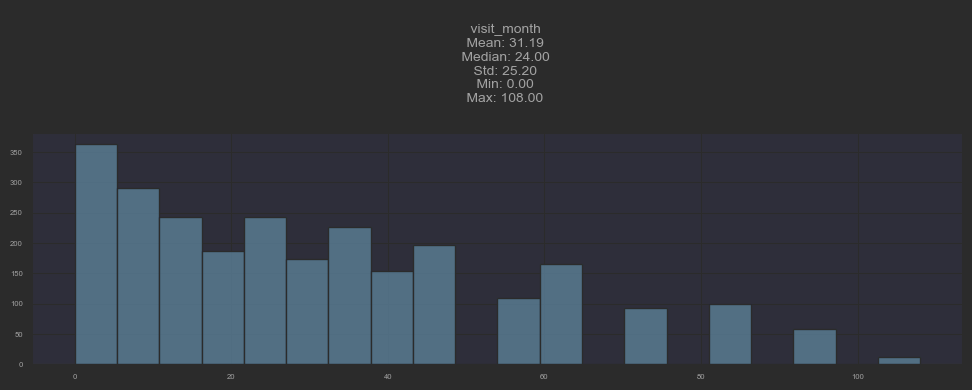 visit_month
Mean: 31.19
Median: 24.00
Std: 25.20
Min: 0.00
Max: 108.00
350
300
250
200
150
100
50
0
0 20 40 60 80 100